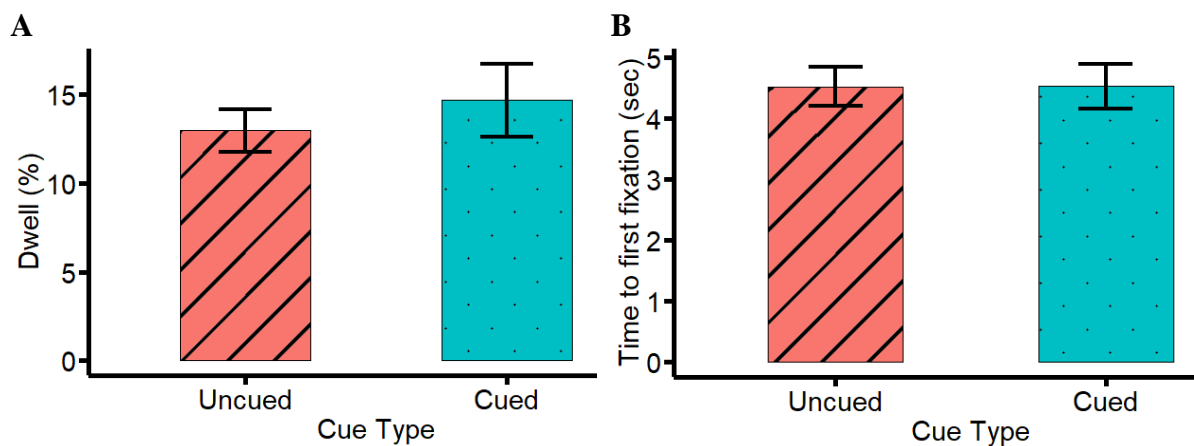 A
Dwell (%)
15
10
5
0
Uncued
Cued
Cue Type
B
Time to first fixation (sec)
5
4
3
2
1
0
Uncued
Cued
Cue Type